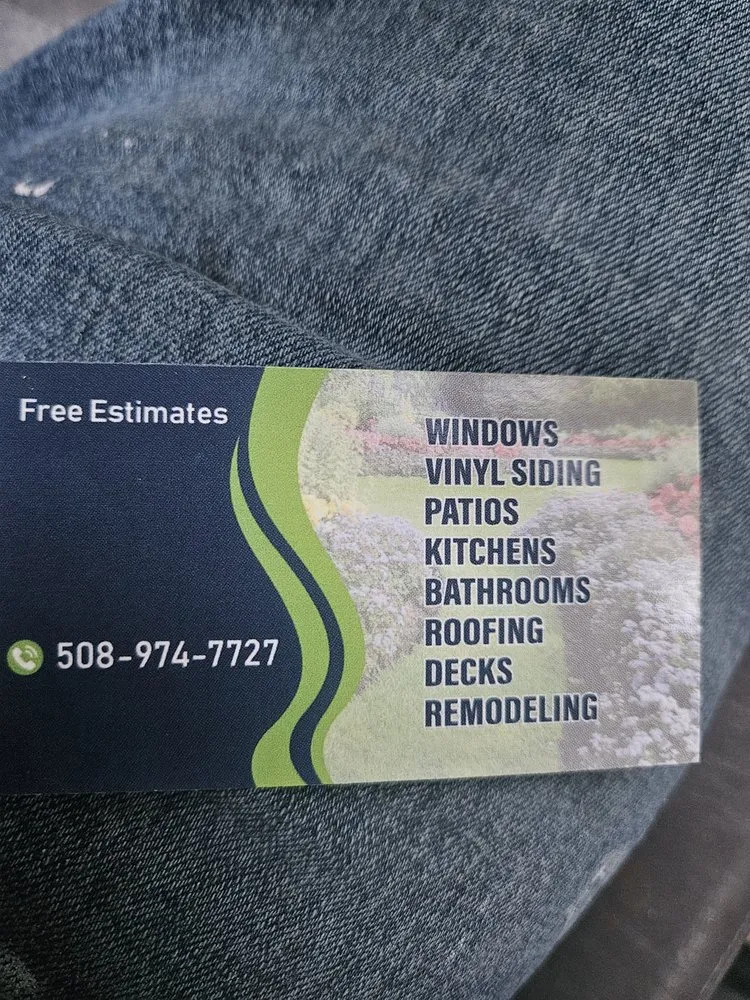 Free Estimates
508-974-7727
WINDOWS
VINYL SIDING
PATIOS
KITCHENS
BATHROOMS
ROOFING
DECKS
REMODELING